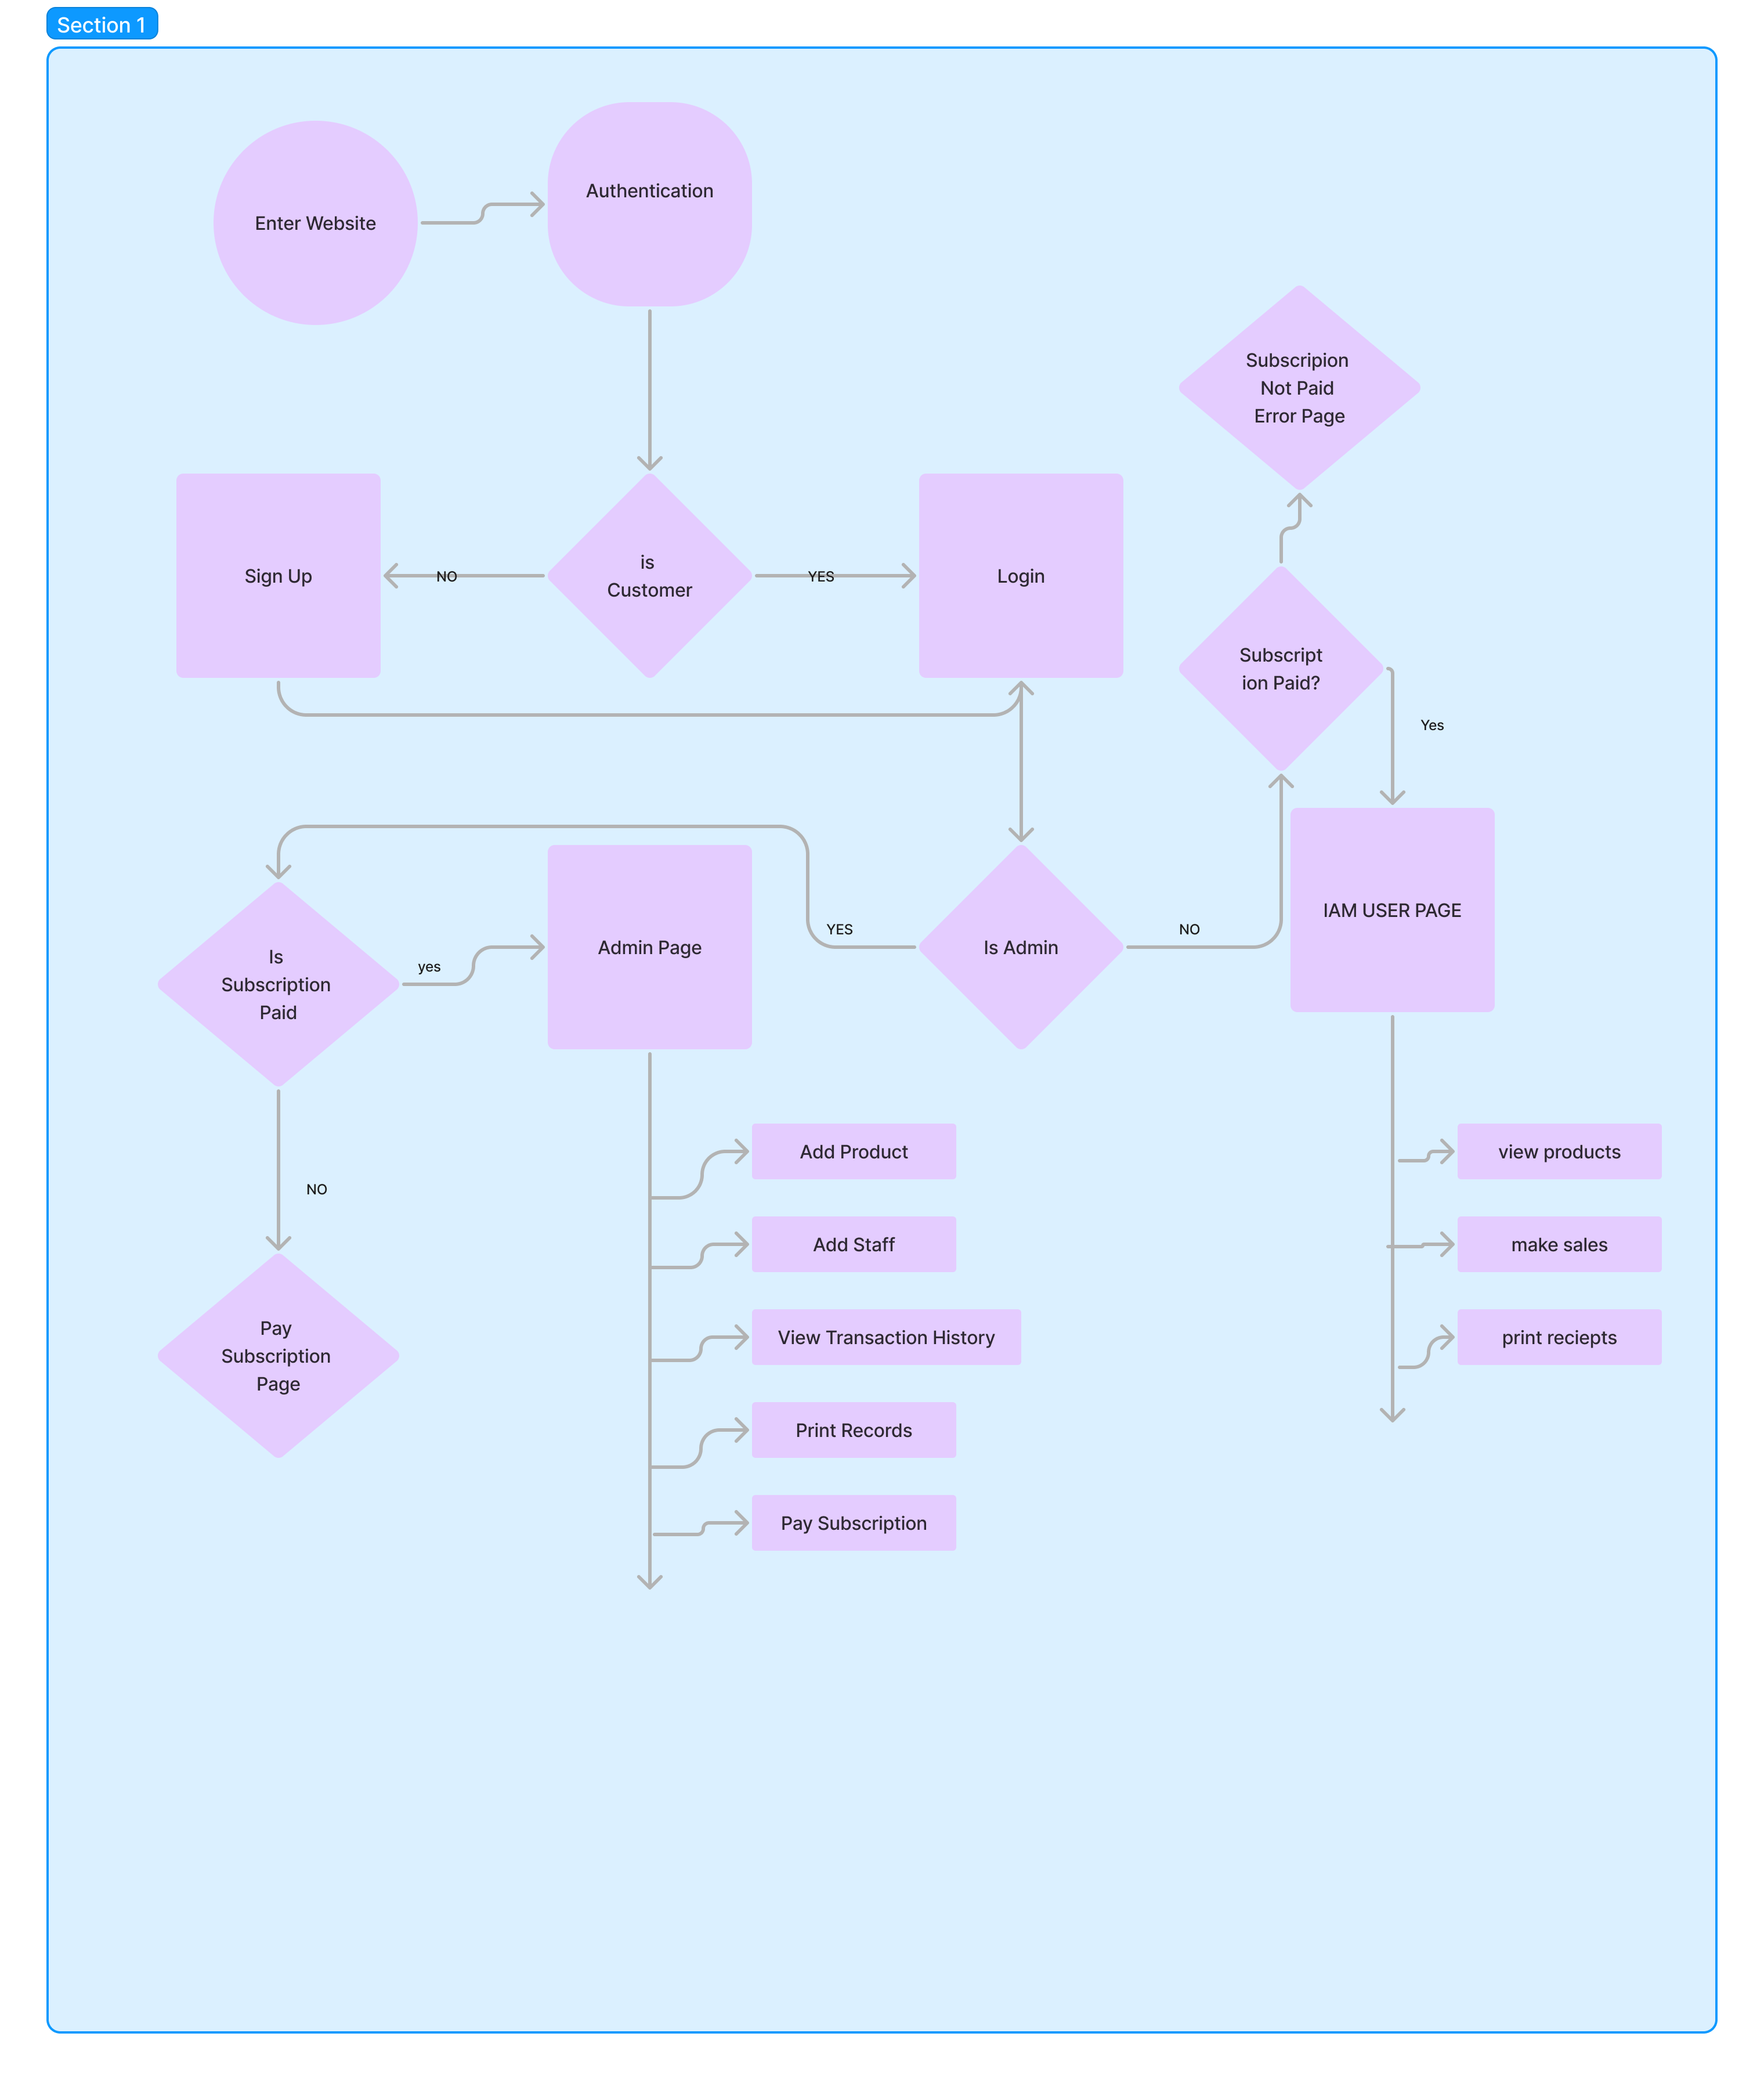 Section 1
Enter Website
Authentication
Subscripion
Not Paid
Error Page
Sign Up
NO
is
Customer
YES
Login
Subscript
ion Paid?
Yes
IAM USER PAGE
Is
Subscription
Paid
yes
Admin Page
YES
Is Admin
NO
Add Product
view products
NO
Add Staff
make sales
View Transaction History
print reciepts
Pay
Subscription
Page
Print Records
Pay Subscription